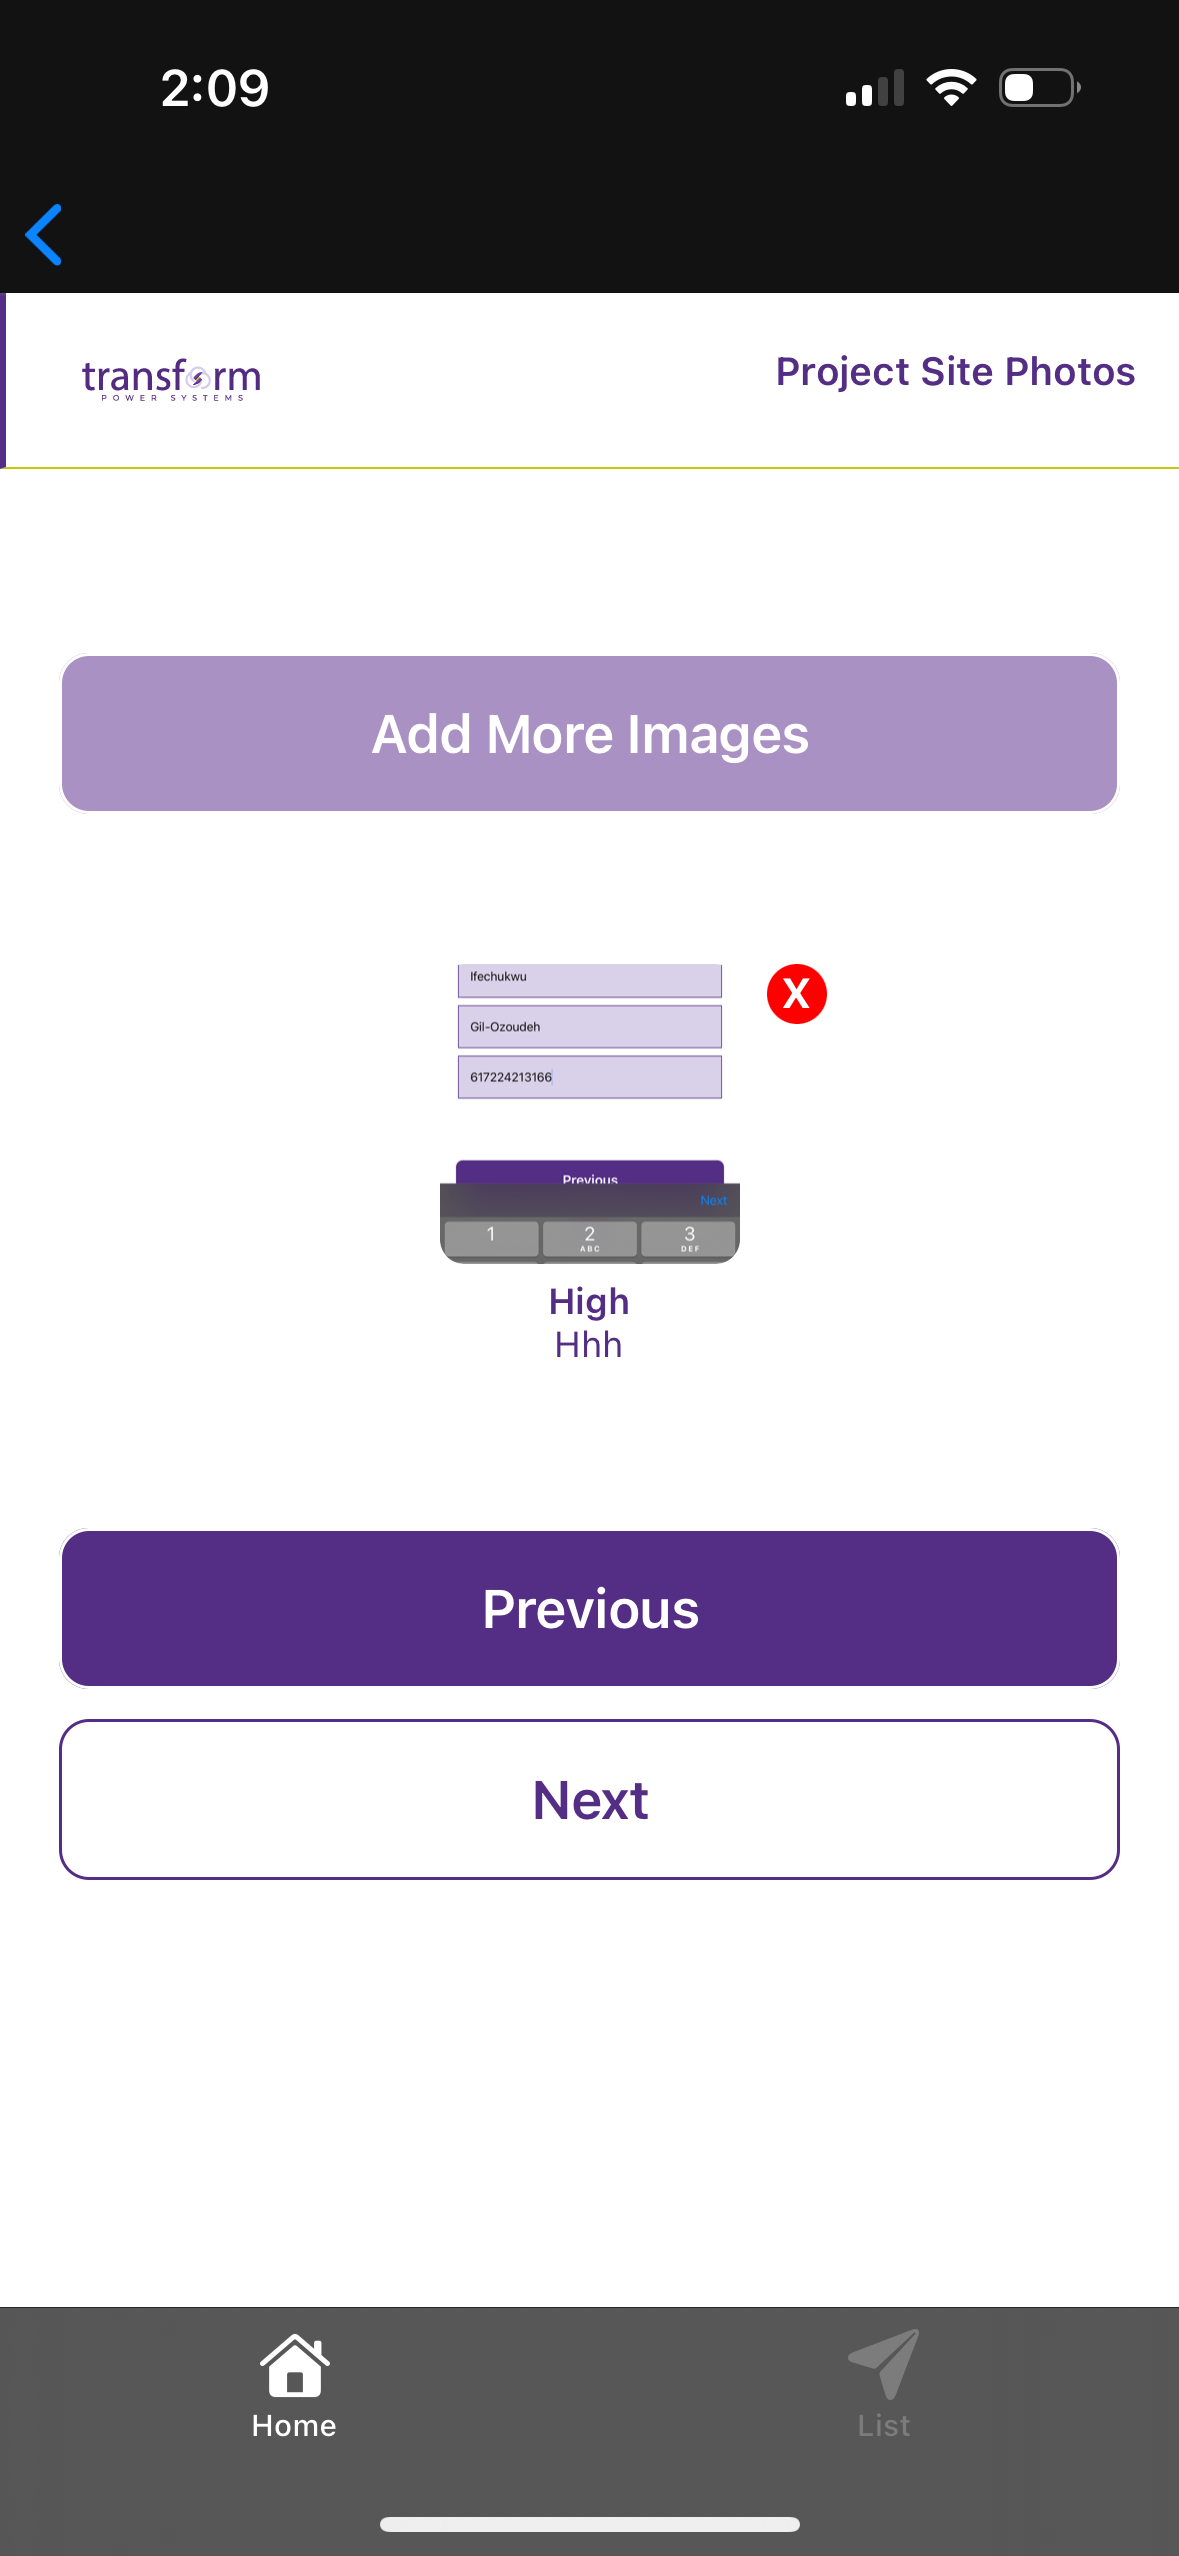 2:09
transform
POWER SYSTEMS
Project Site Photos
Add More Images
Ifechukwu
X
Gil-Ozoudeh
617224213166
Previous
Next
1
2
3
ABC
DEF
High
Hhh
Previous
Next
Home
List